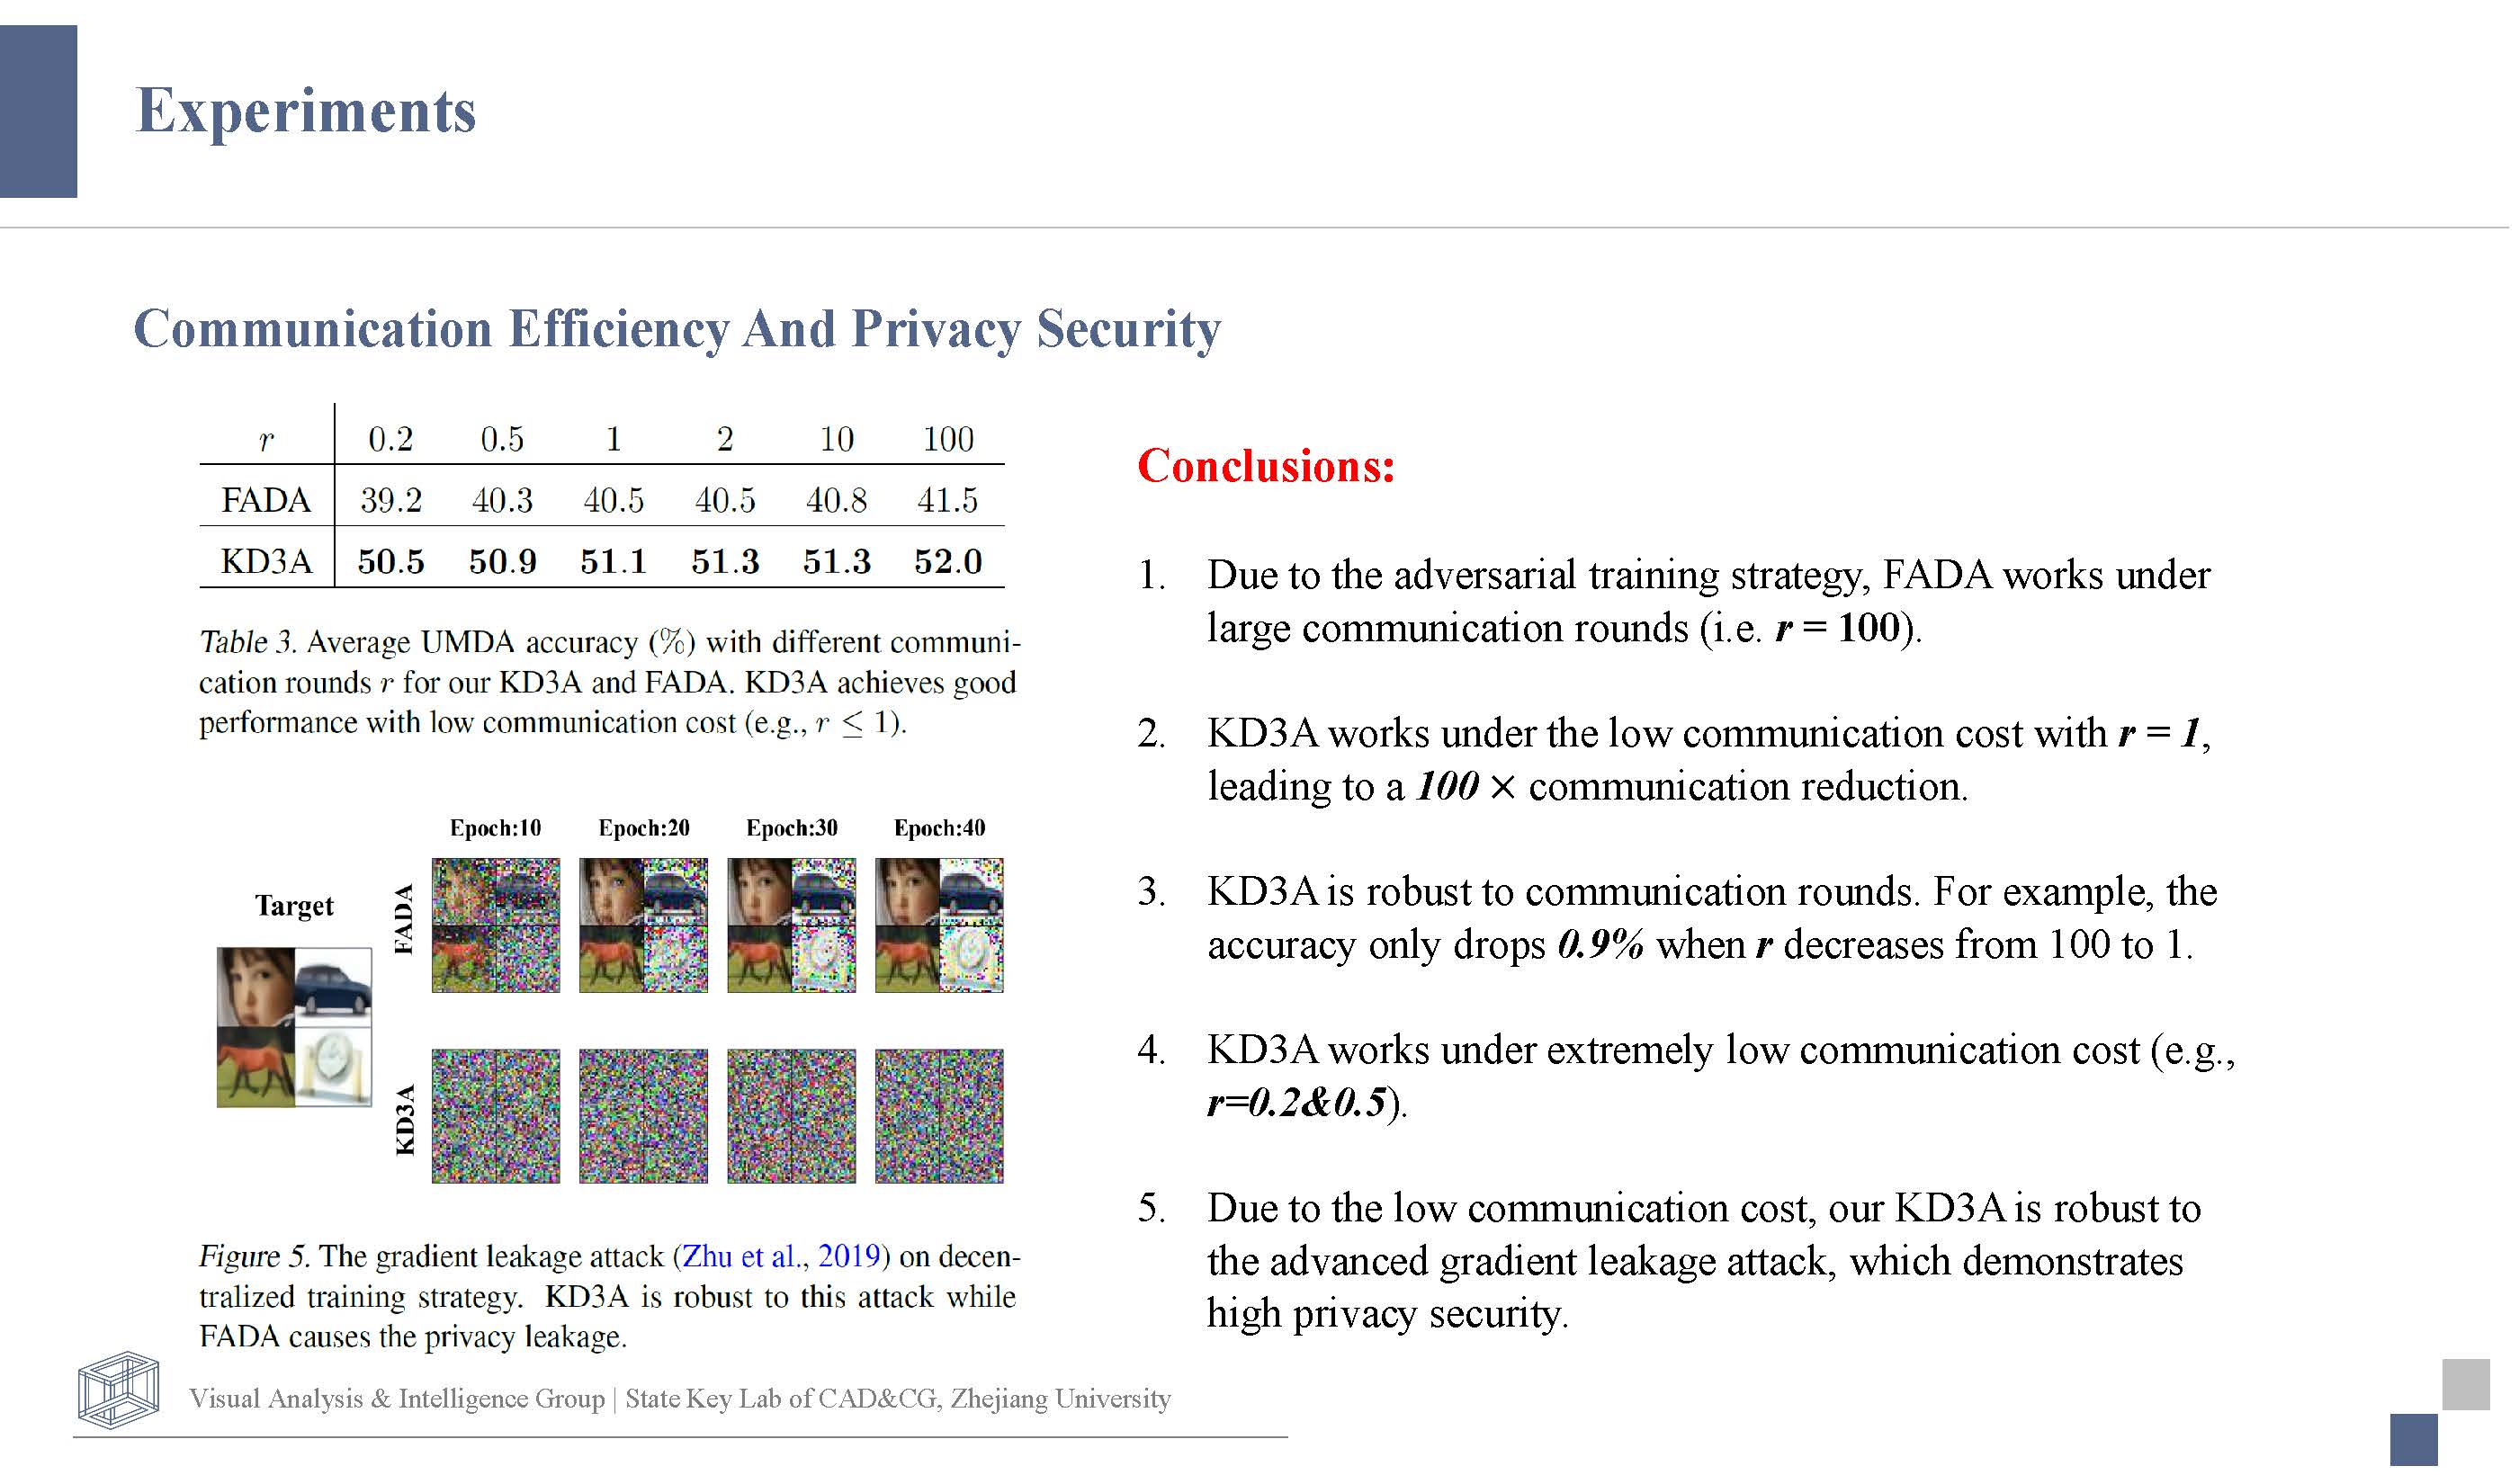 Experiments
Communication Efficiency And Privacy Security
r 0.2 0.5 1 2 10 100
FADA 39.2 40.3 40.5 40.5 40.8 41.5
KD3A 50.5 50.9 51.1 51.3 51.3 52.0
Table 3. Average UMDA accuracy (%) with different communi-
cation rounds r for our KD3A and FADA. KD3A achieves good
performance with low communication cost (e.g., r ≤ 1).
Epoch:10 Epoch:20 Epoch:30 Epoch:40
Target
FADA
KD3A
Figure 5. The gradient leakage attack (Zhu et al., 2019) on decen-
tralized training strategy. KD3A is robust to this attack while
FADA causes the privacy leakage.
Conclusions:
1. Due to the adversarial training strategy, FADA works under
large communication rounds (i.e. r = 100).
2. KD3A works under the low communication cost with r = 1,
leading to a 100 × communication reduction.
3. KD3A is robust to communication rounds. For example, the
accuracy only drops 0.9% when r decreases from 100 to 1.
4. KD3A works under extremely low communication cost (e.g.,
r=0.2&0.5).
5. Due to the low communication cost, our KD3A is robust to
the advanced gradient leakage attack, which demonstrates
high privacy security.
Visual Analysis & Intelligence Group | State Key Lab of CAD&CG, Zhejiang University